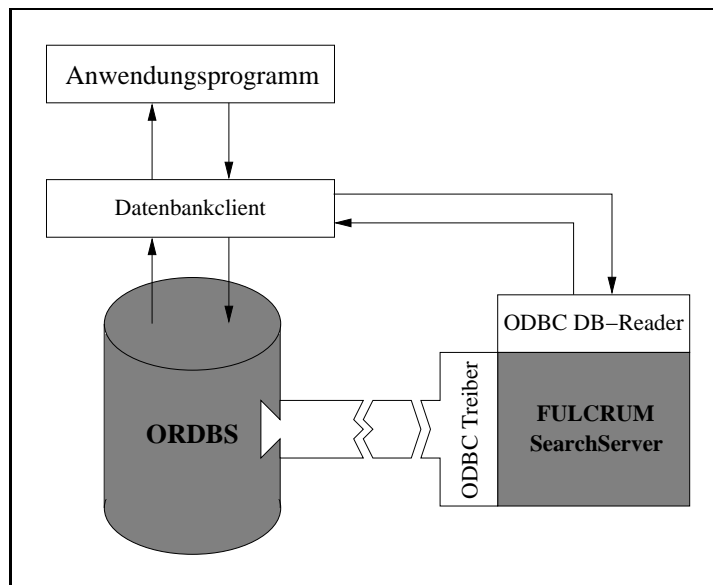 Anwendungsprogramm
Datenbankclient
ODBC DB−Reader
ORDBS
ODBC Treiber
FULCRUM
SearchServer